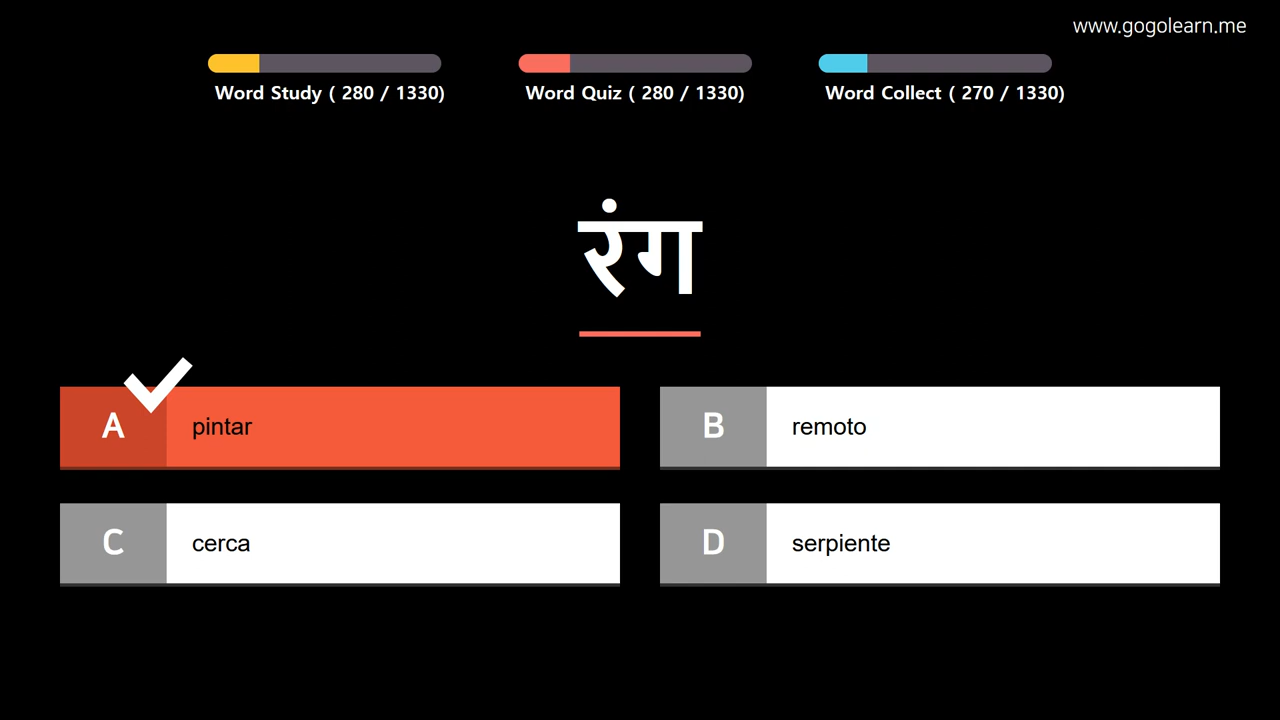 www.gogolearn.me
Word Study ( 280 / 1330)
Word Quiz ( 280 / 1330)
Word Collect ( 270 / 1330)
रंग
A pintar
B remoto
C cerca
D serpiente